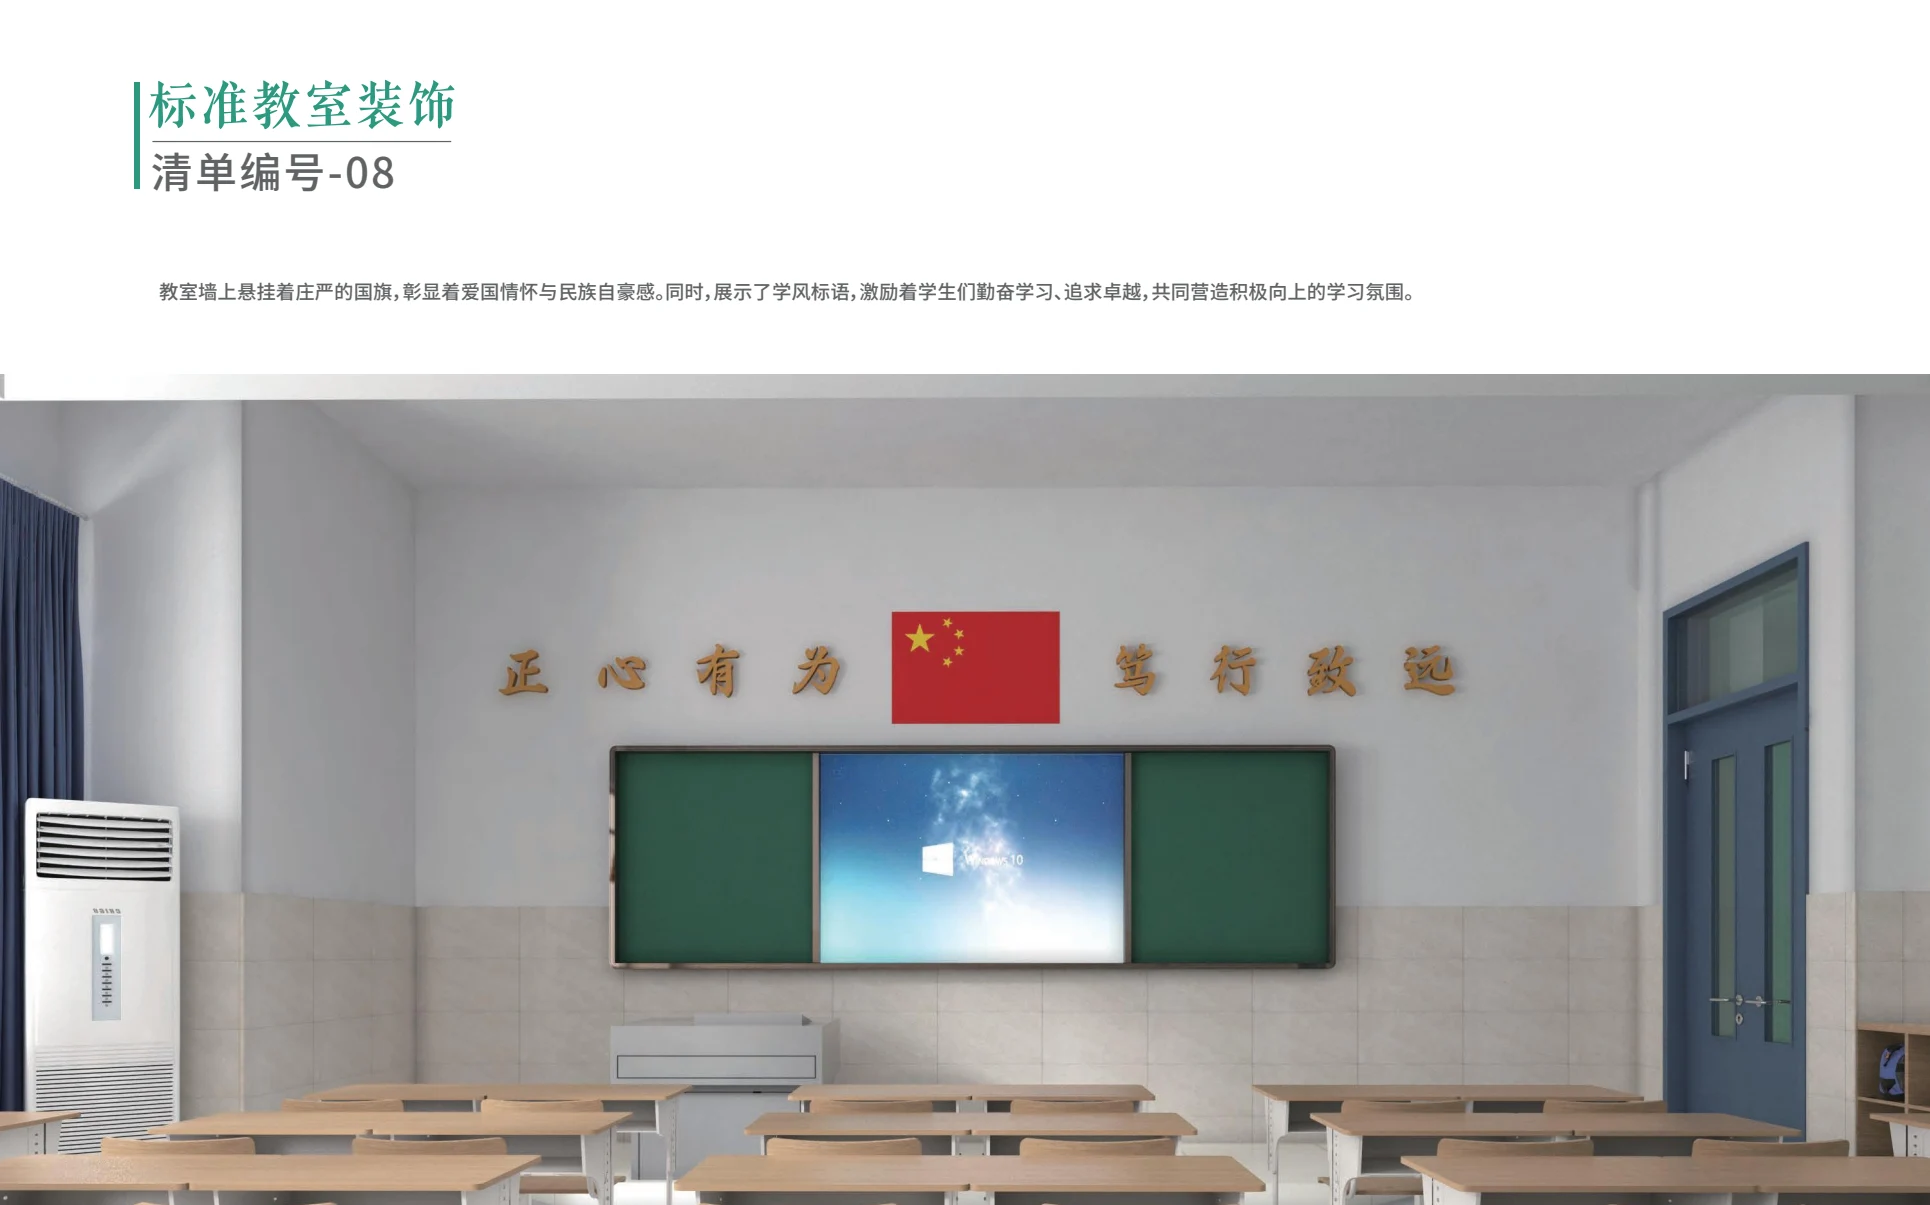 标准教室装饰
清单编号-08
教室墙上悬挂着庄严的国旗，彰显着爱国情怀与民族自豪感。同时，展示了学风标语，激励着学生们勤奋学习、追求卓越，共同营造积极向上的学习氛围。
正心有为 笃行致远
Windows 10